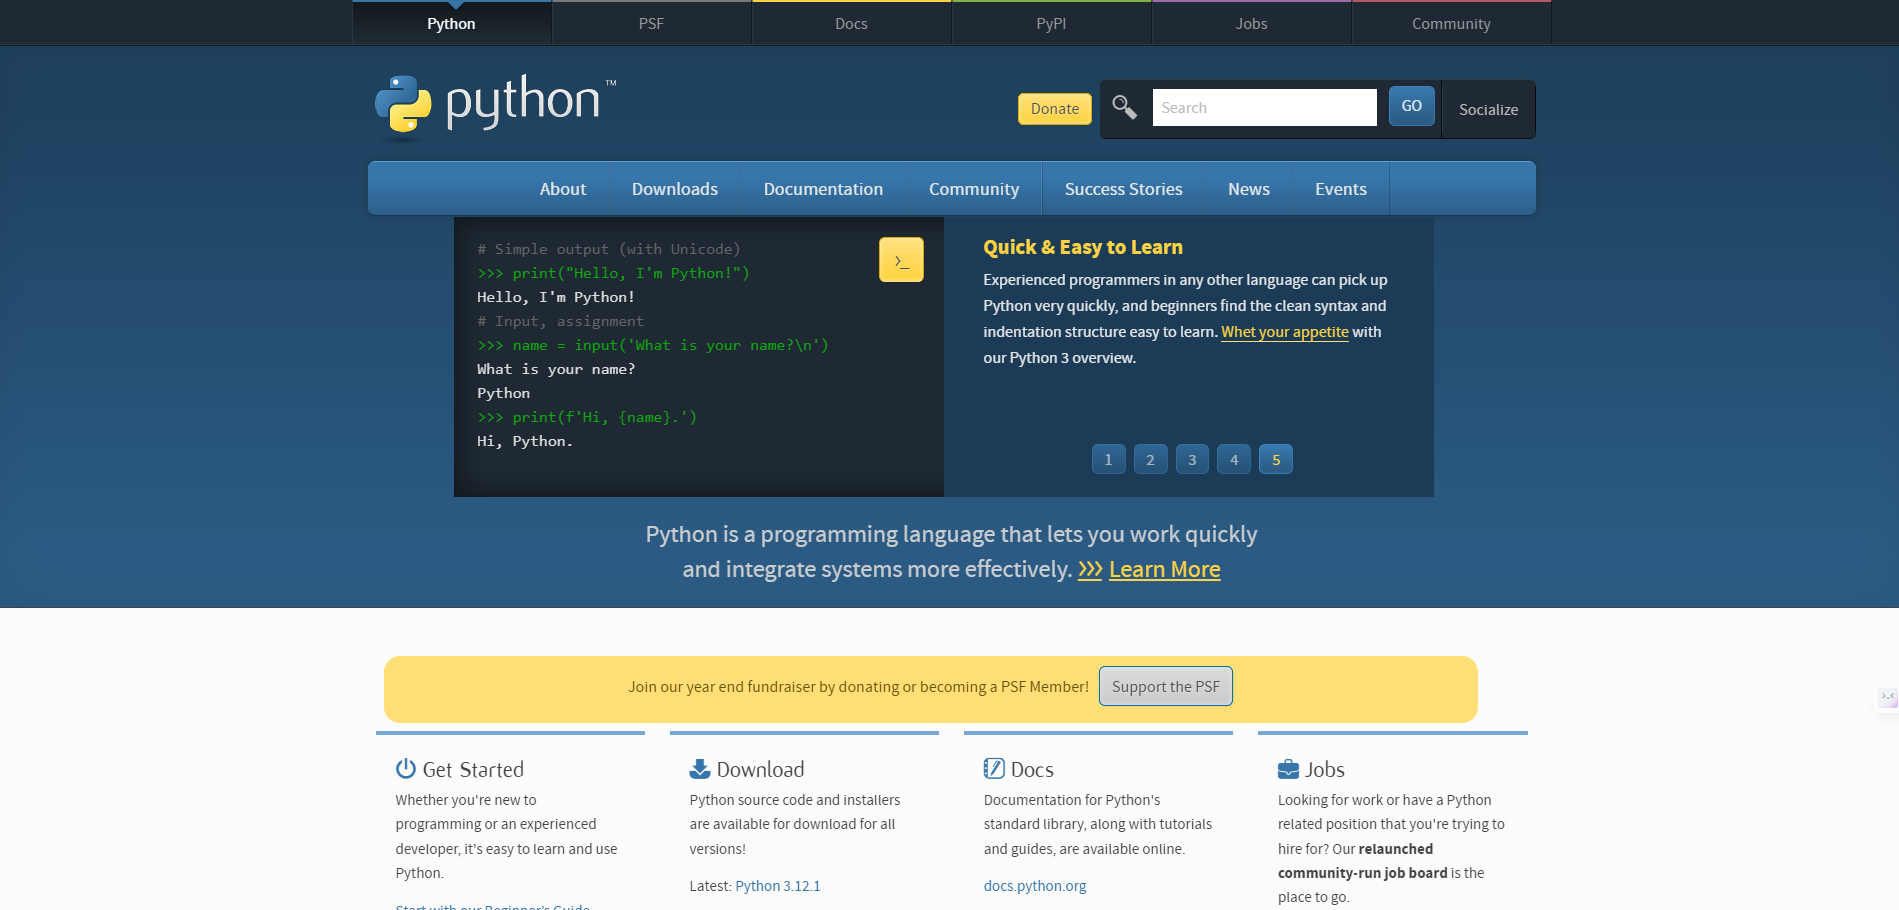 Python
PSF
Docs
PyPI
Jobs
Community
python™
Donate
Search
GO
Socialize
About
Downloads
Documentation
Community
Success Stories
News
Events
# Simple output (with Unicode)
>>> print("Hello, I'm Python!")
Hello, I'm Python!
# Input, assignment
>>> name = input('What is your name?\n')
What is your name?
Python
>>> print(f'Hi, {name}.')
Hi, Python.
>_
Quick & Easy to Learn
Experienced programmers in any other language can pick up
Python very quickly, and beginners find the clean syntax and
indentation structure easy to learn. Whet your appetite with
our Python 3 overview.
1
2
3
4
5
Python is a programming language that lets you work quickly
and integrate systems more effectively. >>> Learn More
Join our year end fundraiser by donating or becoming a PSF Member!
Support the PSF
Get Started
Whether you're new to
programming or an experienced
developer, it's easy to learn and use
Python.
Start with our Beginner's Guide
Download
Python source code and installers
are available for download for all
versions!
Latest: Python 3.12.1
Docs
Documentation for Python's
standard library, along with tutorials
and guides, are available online.
docs.python.org
Jobs
Looking for work or have a Python
related position that you're trying to
hire for? Our relaunched
community-run job board is the
place to go.